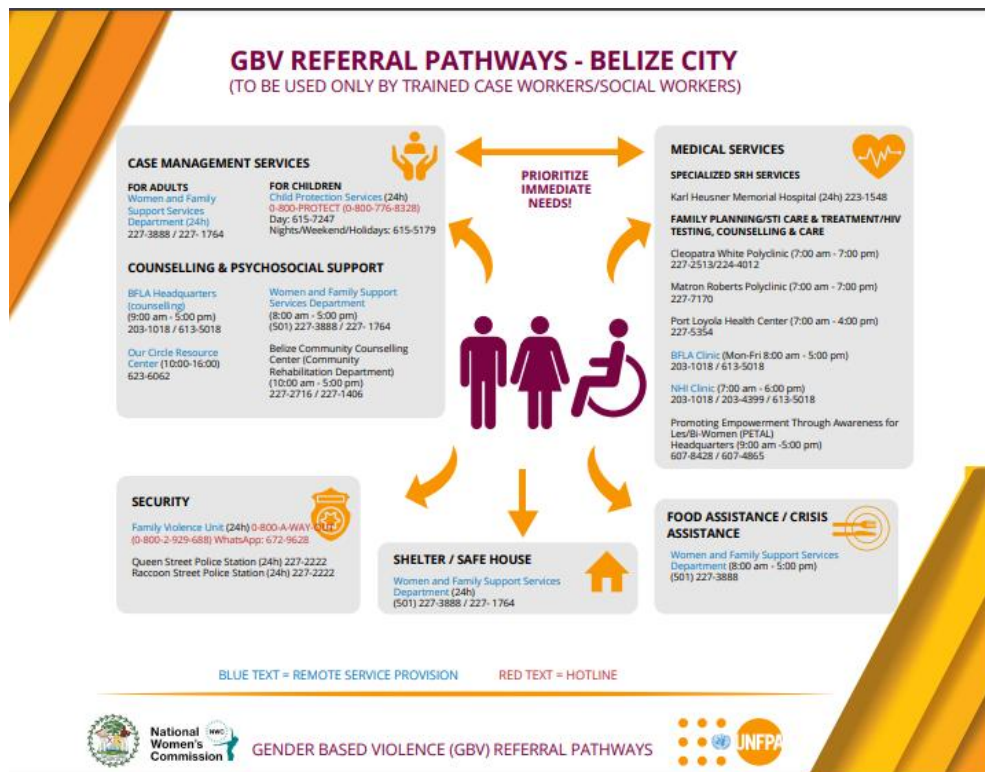 GBV REFERRAL PATHWAYS - BELIZE CITY
(TO BE USED ONLY BY TRAINED CASE WORKERS/SOCIAL WORKERS)
CASE MANAGEMENT SERVICES
FOR ADULTS
Women and Family
Support Services
Department (24h)
227-3888 / 227- 1764
FOR CHILDREN
Child Protection Services (24h)
0-800-PROTECT (0-800-776-8328)
Day: 615-7247
Nights/Weekend/Holidays: 615-5179
COUNSELLING & PSYCHOSOCIAL SUPPORT
BFLA Headquarters
(counselling)
(9:00 am - 5:00 pm)
203-1018 / 613-5018
Our Circle Resource
Center (10:00-16:00)
623-6062
Women and Family Support
Services Department
(8:00 am - 5:00 pm)
(501) 227-3888 / 227- 1764
Belize Community Counselling
Center (Community
Rehabilitation Department)
(10:00 am - 5:00 pm)
227-2716 / 227-1406
PRIORITIZE
IMMEDIATE
NEEDS!
MEDICAL SERVICES
SPECIALIZED SRH SERVICES
Karl Heusner Memorial Hospital (24h) 223-1548
FAMILY PLANNING/STI CARE & TREATMENT/HIV
TESTING, COUNSELLING & CARE
Cleopatra White Polyclinic (7:00 am - 7:00 pm)
227-2513/224-4012
Matron Roberts Polyclinic (7:00 am - 7:00 pm)
227-7170
Port Loyola Health Center (7:00 am - 4:00 pm)
227-5354
BFLA Clinic (Mon-Fri 8:00 am - 5:00 pm)
203-1018 / 613-5018
NHI Clinic (7:00 am - 6:00 pm)
203-1018 / 203-4399 / 613-5018
Promoting Empowerment Through Awareness for
Les/Bi-Women (PETAL)
Headquarters (9:00 am -5:00 pm)
607-8428 / 607-4865
SECURITY
Family Violence Unit (24h) 0-800-A-WAY-OUT
(0-800-2-929-688) WhatsApp: 672-9628
Queen Street Police Station (24h) 227-2222
Raccoon Street Police Station (24h) 227-2222
SHELTER / SAFE HOUSE
Women and Family Support Services
Department (24h)
(501) 227-3888 / 227- 1764
FOOD ASSISTANCE / CRISIS
ASSISTANCE
Women and Family Support Services
Department (8:00 am - 5:00 pm)
(501) 227-3888
BLUE TEXT = REMOTE SERVICE PROVISION
RED TEXT = HOTLINE
National
Women's
Commission
NWC
GENDER BASED VIOLENCE (GBV) REFERRAL PATHWAYS
UNFPA